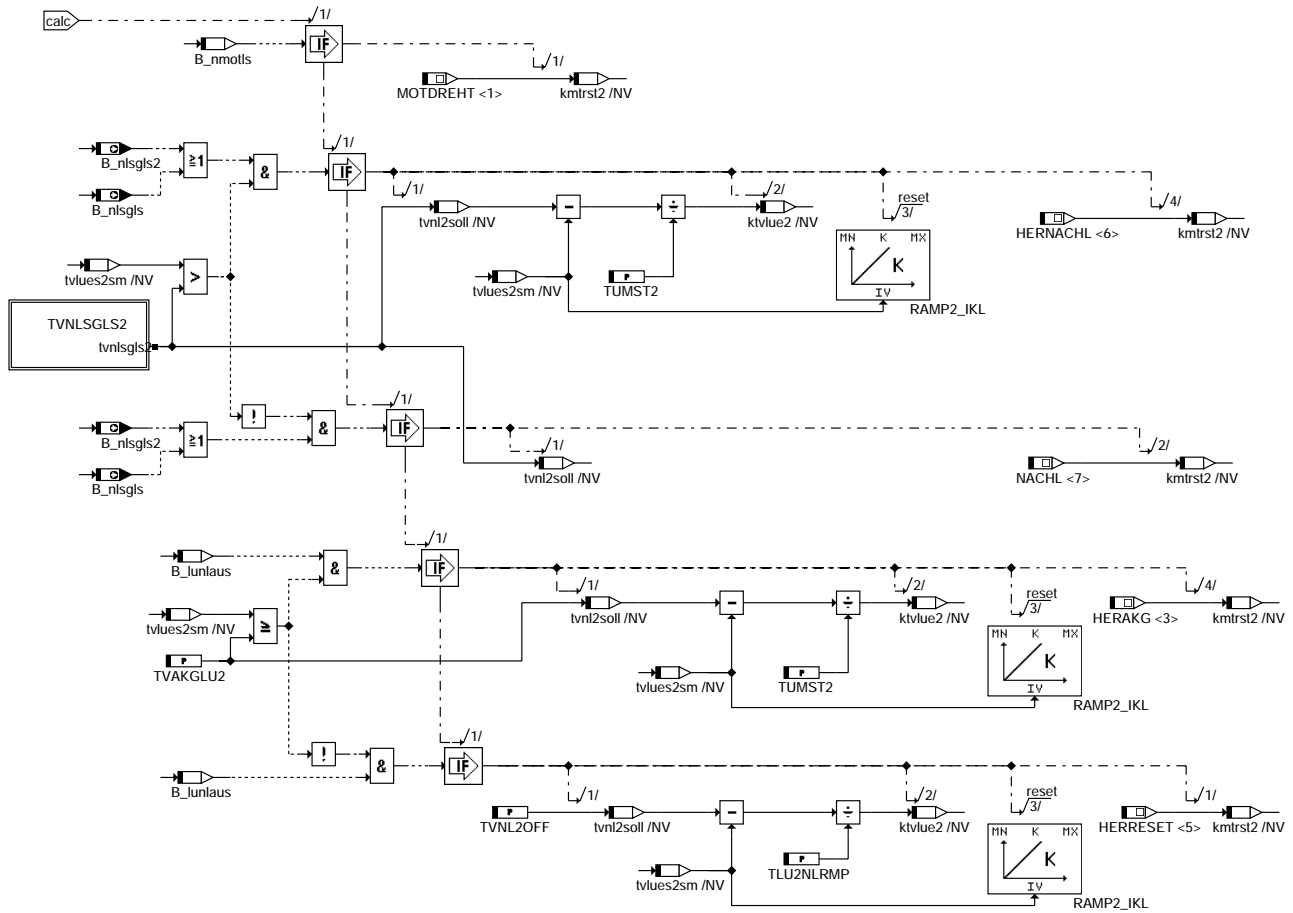 calc
/1/
IF
B_nmotls
/1/
MOTDREHT <1>
kmtrst2 /NV
/1/
B_nlsgls2
≥1
&
IF
/1/
/2/
reset
3/
/4/
B_nlsgls
tvnl2soll /NV
-
÷
ktvlue2 /NV
HERNACHL <6>
kmtrst2 /NV
MN K MX
K
IV
tvlues2sm /NV
>
tvlues2sm /NV
P
TUMST2
RAMP2_IKL
TVNLSGLS2
tvnlsgls2
/1/
!
B_nlsgls2
≥1
&
IF
/1/
/2/
B_nlsgls
tvnl2soll /NV
NACHL <7>
kmtrst2 /NV
/1/
B_lunlaus
&
IF
/1/
/2/
reset
3/
/4/
tvlues2sm /NV
≥
tvnl2soll /NV
-
÷
ktvlue2 /NV
HERAKG <3>
kmtrst2 /NV
MN K MX
K
IV
P
TVAKGLU2
tvlues2sm /NV
P
TUMST2
RAMP2_IKL
/1/
!
B_lunlaus
&
IF
/1/
/2/
reset
3/
/1/
P
TVNL2OFF
tvnl2soll /NV
-
÷
ktvlue2 /NV
HERRESET <5>
kmtrst2 /NV
MN K MX
K
IV
tvlues2sm /NV
P
TLU2NLRMP
RAMP2_IKL